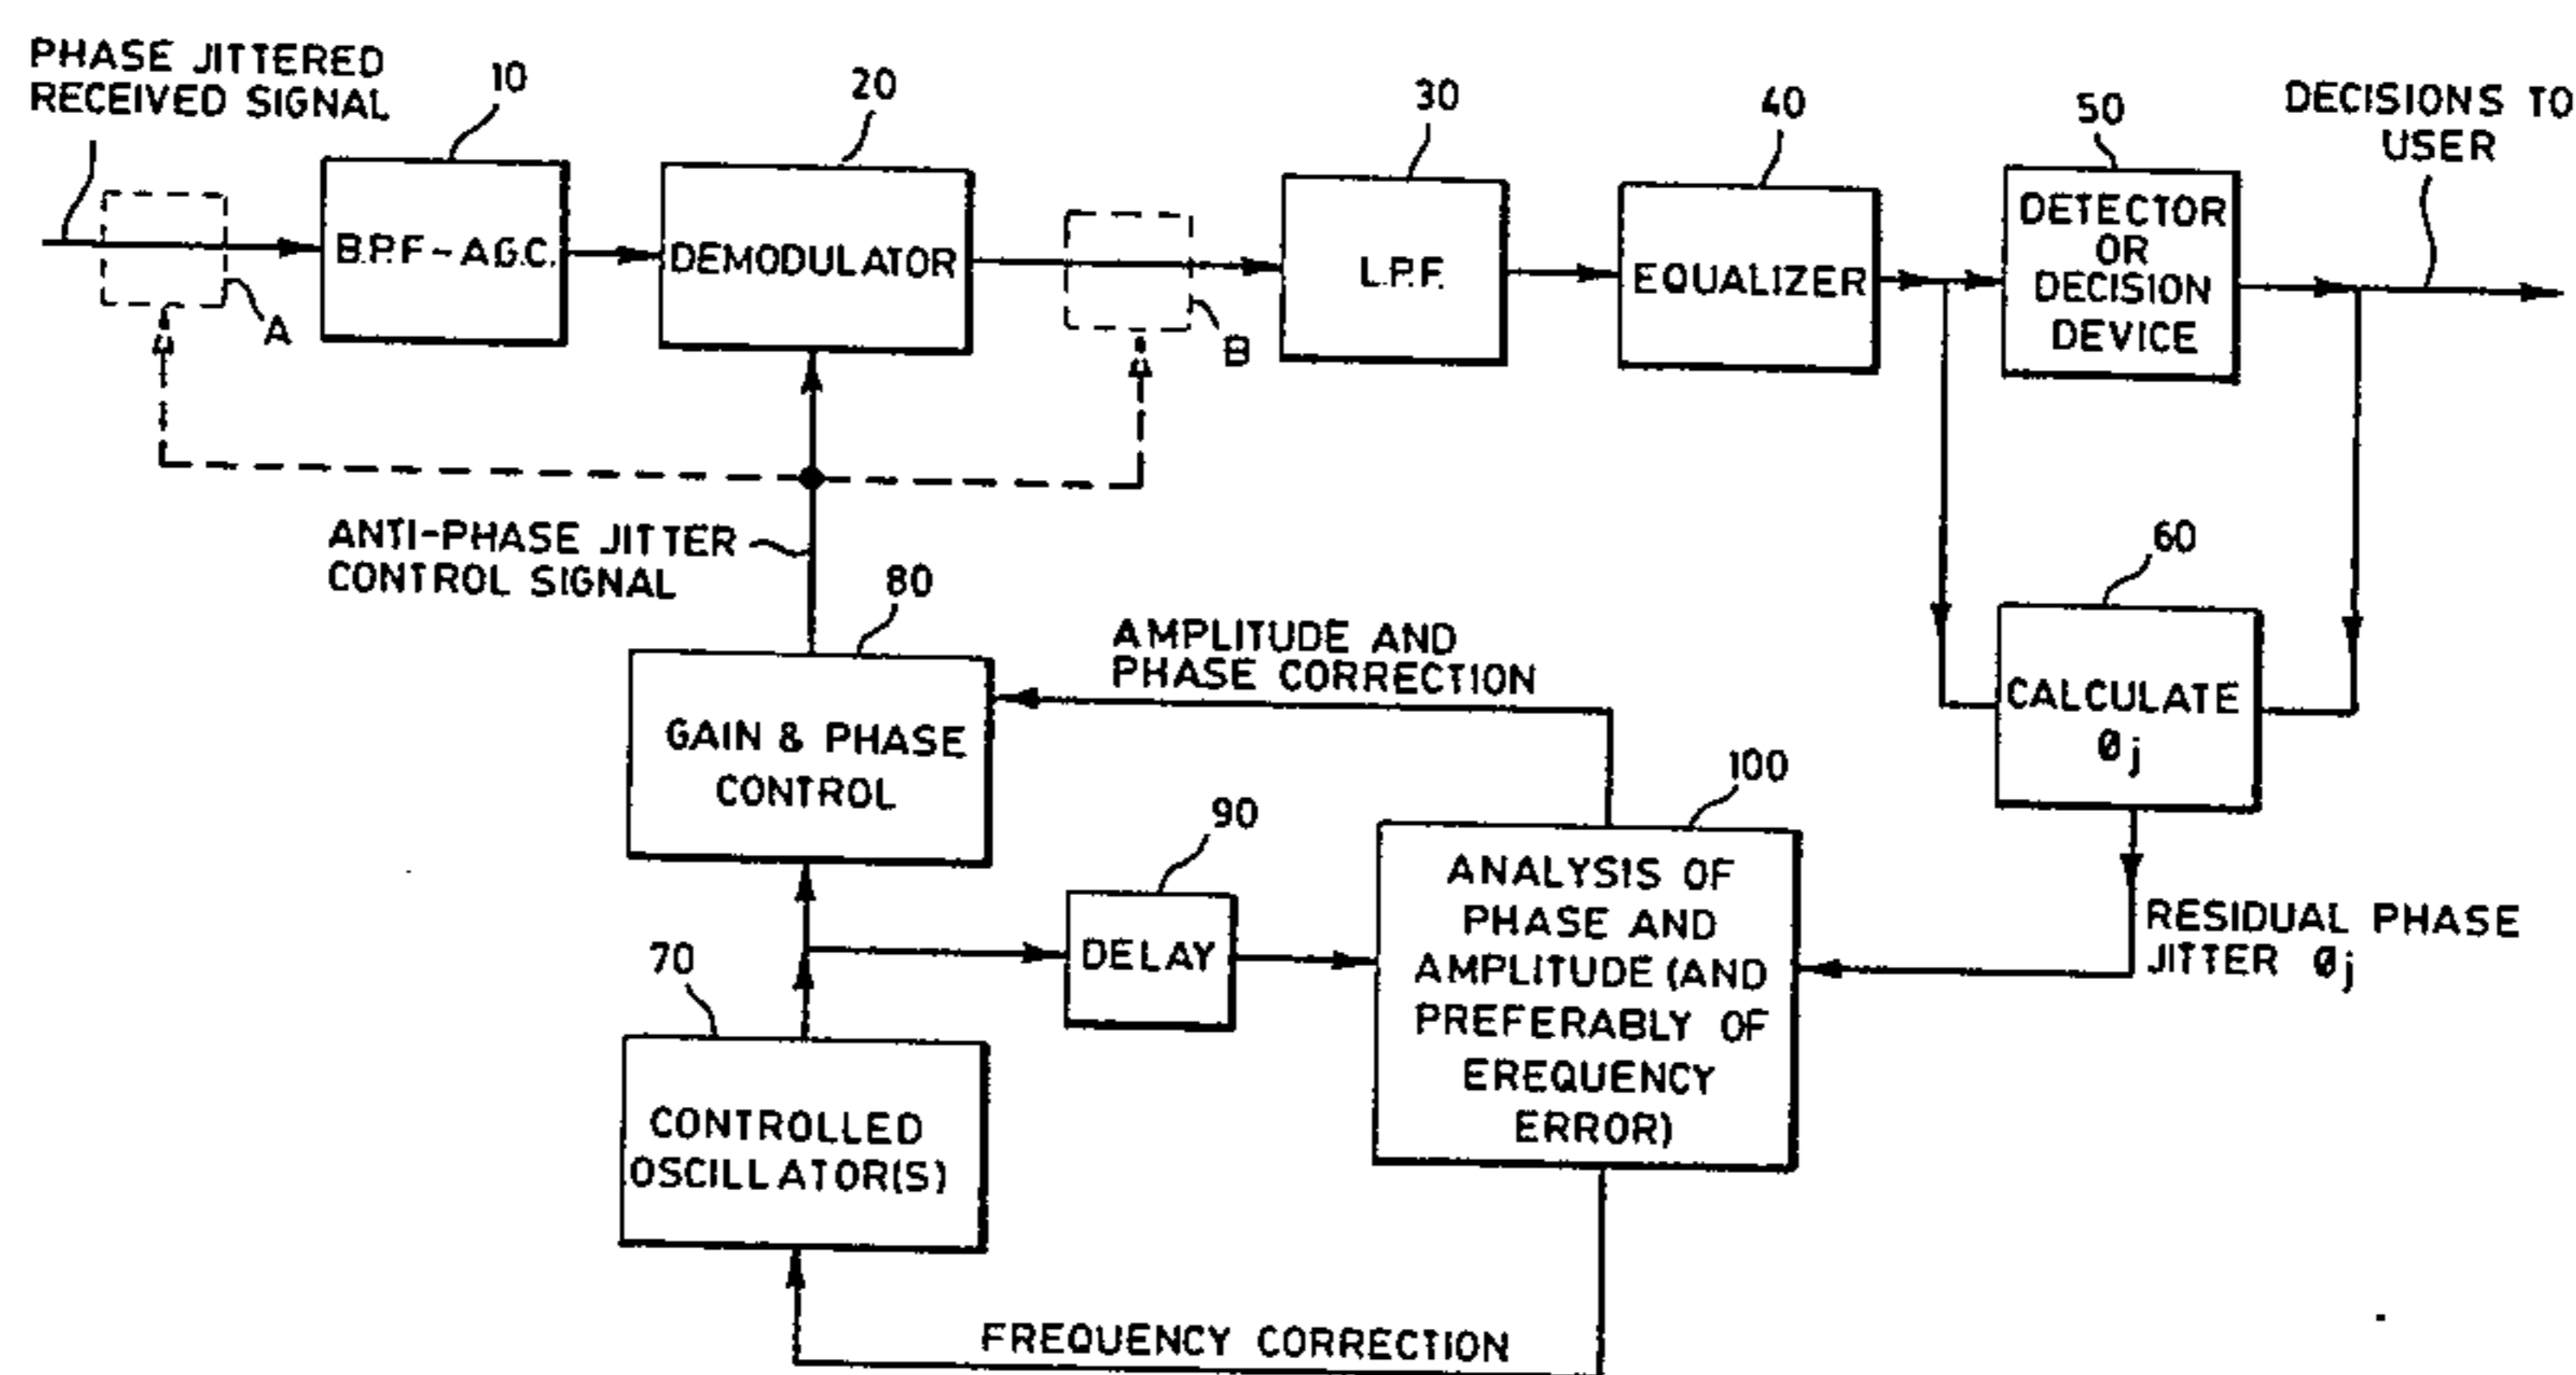 PHASE JITTERED
RECEIVED SIGNAL
10
20
30
40
50
DECISIONS TO
USER
A
B.P.F - A.G.C.
DEMODULATOR
B
L.P.F.
EQUALIZER
DETECTOR
OR
DECISION
DEVICE
ANTI-PHASE JITTER
CONTROL SIGNAL
80
60
AMPLITUDE AND
PHASE CORRECTION
GAIN & PHASE
CONTROL
CALCULATE
Øj
90
100
DELAY
ANALYSIS OF
PHASE AND
AMPLITUDE (AND
PREFERABLY OF
EREQUENCY
ERROR)
RESIDUAL PHASE
JITTER Øj
70
CONTROLLED
OSCILLATOR(S)
FREQUENCY CORRECTION